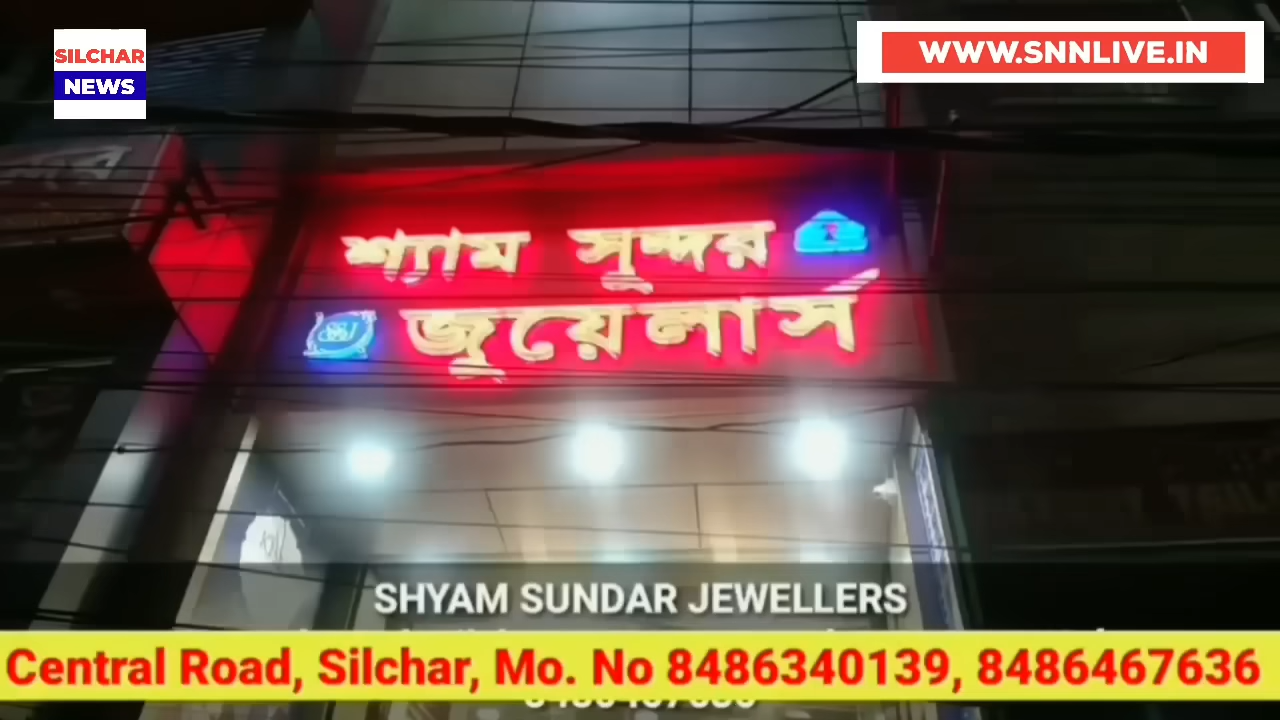 SILCHAR
NEWS
WWW.SNNLIVE.IN
শ্যাম সুন্দর
জুয়েলার্স
SHYAM SUNDAR JEWELLERS
Central Road, Silchar, Mo. No 8486340139, 8486467636